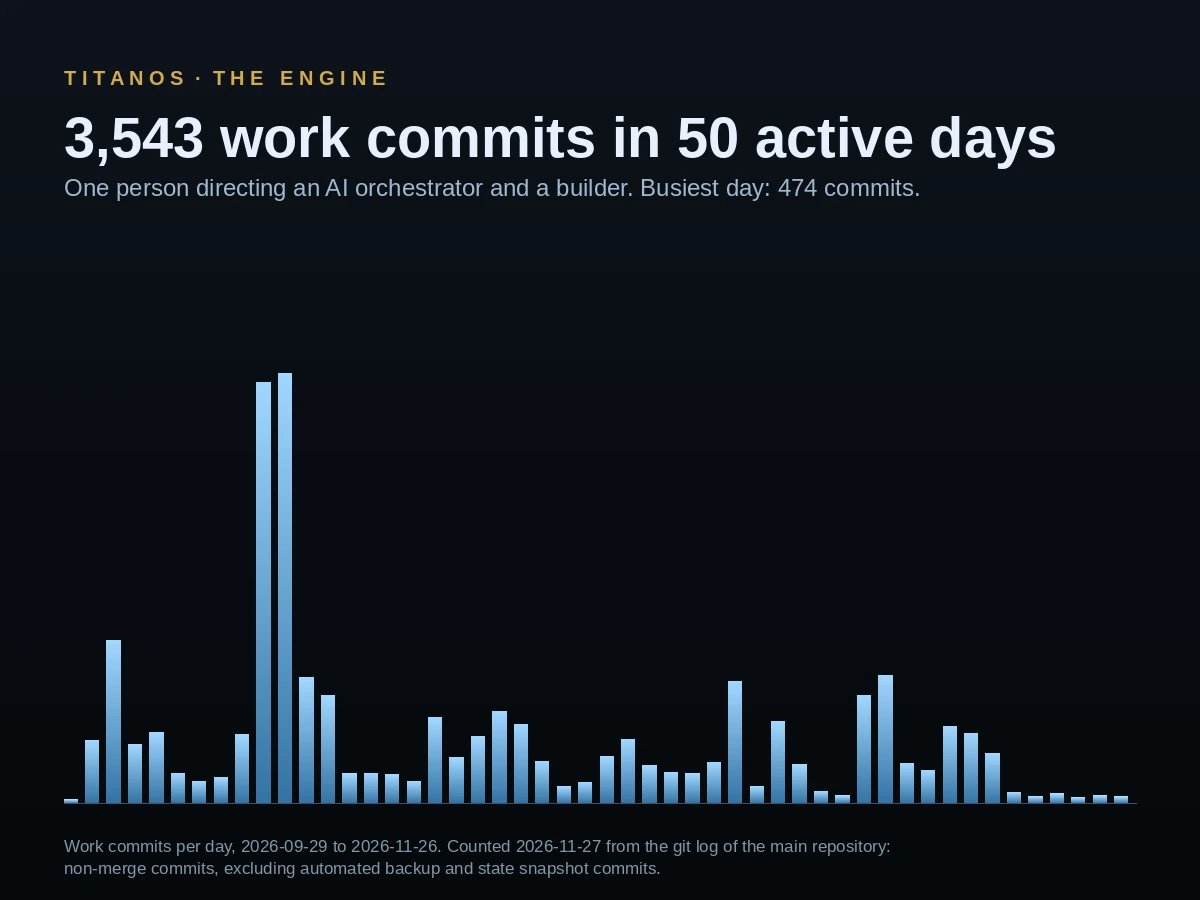 TITANOS · THE ENGINE
3,543 work commits in 50 active days
One person directing an AI orchestrator and a builder. Busiest day: 474 commits.
Work commits per day, 2026-09-29 to 2026-11-26. Counted 2026-11-27 from the git log of the main repository:
non-merge commits, excluding automated backup and state snapshot commits.